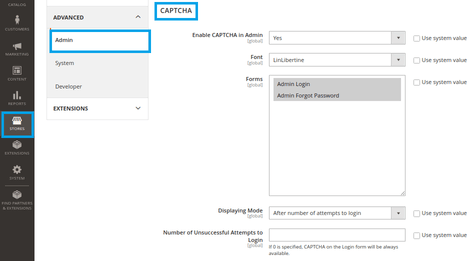 CATALOG
CUSTOMERS
MARKETING
CONTENT
REPORTS
STORES
EXTENSIONS
SYSTEM
FIND PARTNERS
& EXTENSIONS
ADVANCED
Admin
System
Developer
EXTENSIONS
CAPTCHA
Enable CAPTCHA in Admin
[global]
Yes
Use system value
Font
[global]
LinLibertine
Use system value
Forms
[global]
Admin Login
Admin Forgot Password
Use system value
Displaying Mode
[global]
After number of attempts to login
Use system value
Number of Unsuccessful Attempts to
Login
[global]
Use system value
If 0 is specified, CAPTCHA on the Login form will be always
available.